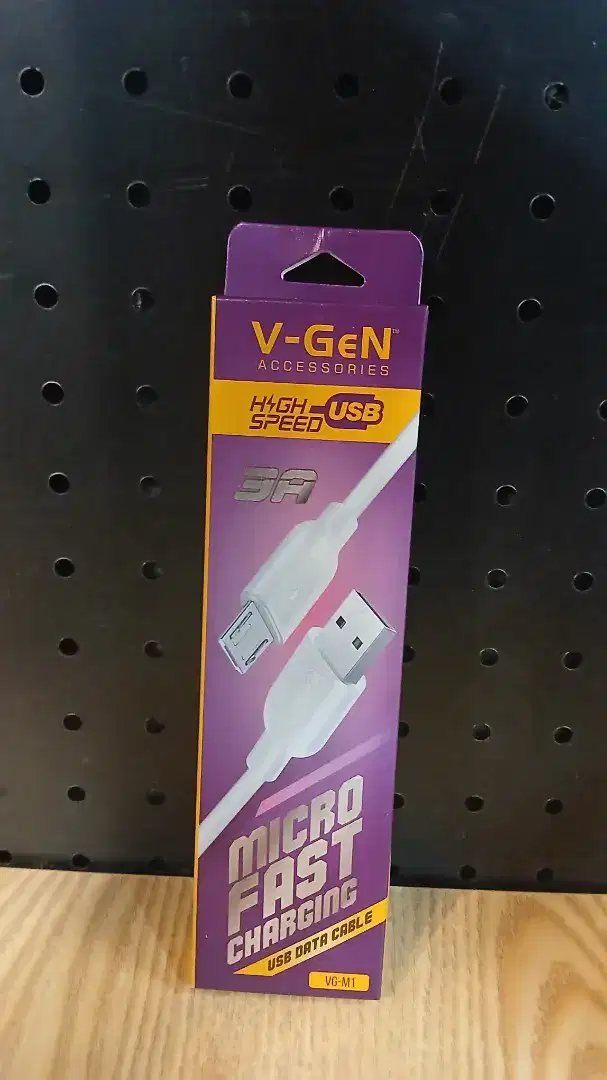 V-GeN™
ACCESSORIES
HIGH
SPEED
USB
3A
MICRO
FAST
CHARGING
USB DATA CABLE
VG-M1